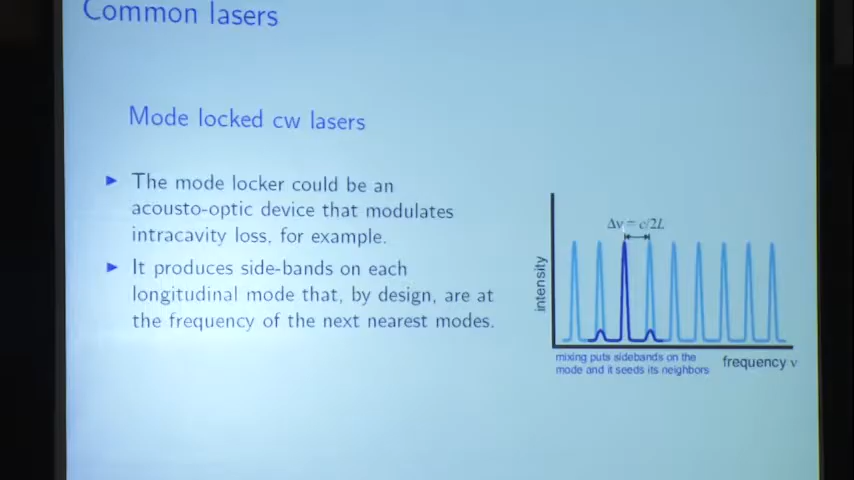 Common lasers
Mode locked cw lasers
The mode locker could be an
acousto-optic device that modulates
intracavity loss, for example.
It produces side-bands on each
longitudinal mode that, by design, are at
the frequency of the next nearest modes.
Δν = c/2L
intensity
mixing puts sidebands on the
mode and it seeds its neighbors
frequency ν